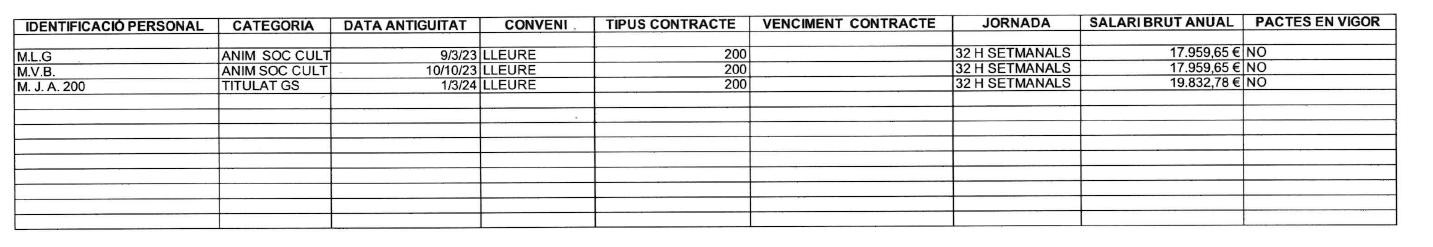 IDENTIFICACIÓ PERSONAL CATEGORIA DATA ANTIGUITAT CONVENI TIPUS CONTRACTE VENCIMENT CONTRACTE JORNADA SALARI BRUT ANUAL PACTES EN VIGOR
M.L.G ANIM SOC CULT 9/3/23 LLEURE 200 32 H SETMANALS 17.959,65 € NO
M.V.B. ANIM SOC CULT 10/10/23 LLEURE 200 32 H SETMANALS 17.959,65 € NO
M. J. A. 200 TITULAT GS 1/3/24 LLEURE 200 32 H SETMANALS 19.832,78 € NO